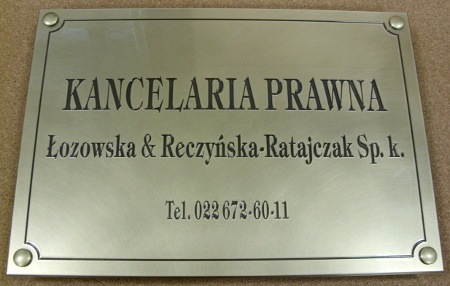 KANCELARIA PRAWNA
Łozowska & Reczyńska-Ratajczak Sp. k.
Tel. 022 672-60-11